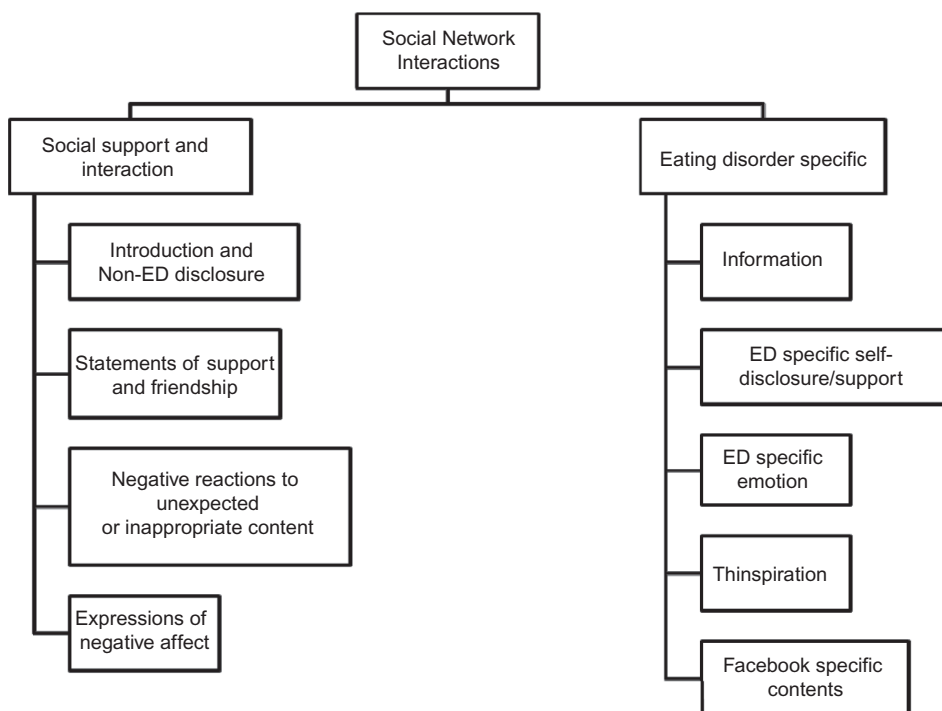 Social Network
Interactions
Social support and
interaction
Introduction and
Non-ED disclosure
Statements of support
and friendship
Negative reactions to
unexpected
or inappropriate content
Expressions of
negative affect
Eating disorder specific
Information
ED specific self-
disclosure/support
ED specific
emotion
Thinspiration
Facebook specific
contents